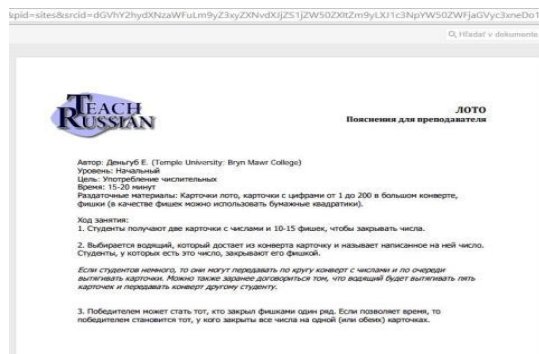 Hľadať v dokumente
TEACH
RUSSIAN
ЛОТО
Пояснения для преподавателя
Автор: Деньгуб Е. (Temple University: Bryn Mawr College)
Уровень: Начальный
Цель: Употребление числительных
Время: 15-20 минут
Раздаточные материалы: Карточки лото, карточки с цифрами от 1 до 200 в большом конверте,
фишки (в качестве фишек можно использовать бумажные квадратики).
Ход занятия:
1. Студенты получают две карточки с числами и 10-15 фишек, чтобы закрывать числа.
2. Выбирается водящий, который достает из конверта карточку и называет написанное на ней число.
Студенты, у которых есть это число, закрывают его фишкой.
Если студентов немного, то они могут передавать по кругу конверт с числами и по очереди
вытягивать карточки. Можно также заранее договориться том, что водящий будет вытягивать пять
карточек и передавать конверт другому студенту.
3. Победителем может стать тот, кто закрыл фишками один ряд. Если позволяет время, то
победителем становится тот, у кого закрыты все числа на одной (или обеих) карточках.